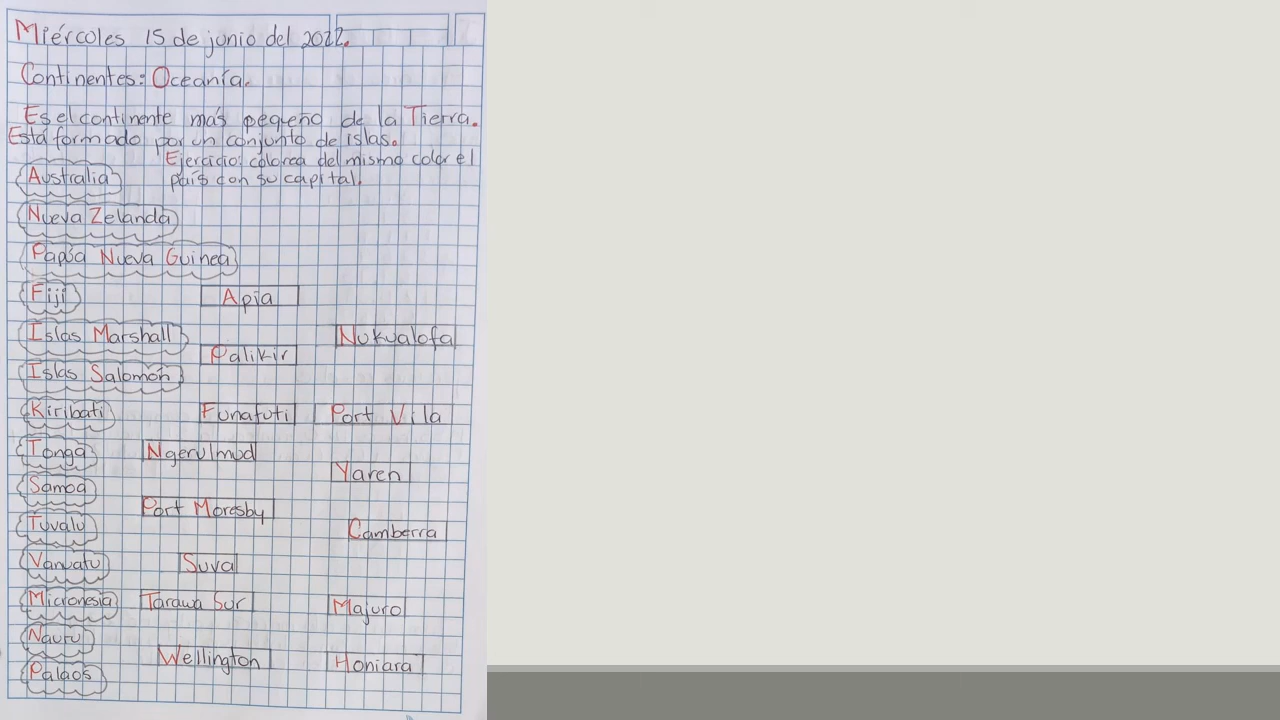 Miércoles 15 de junio del 2022.
Continentes: Oceanía.
Es el continente más pequeño de la Tierra.
Está formado por un conjunto de islas.
Ejercicio: colorea del mismo color el
país con su capital.
Australia
Nueva Zelanda
Papúa Nueva Guinea
Fiji
Apia
Islas Marshall
Nukualofa
Palikir
Islas Salomón
Kiribati
Funafuti
Port Vila
Tonga
Ngerulmud
Yaren
Samoa
Port Moresby
Tuvalu
Camberra
Vanuatu
Suva
Micronesia
Tarawa Sur
Majuro
Nauru
Wellington
Honiara
Palaos